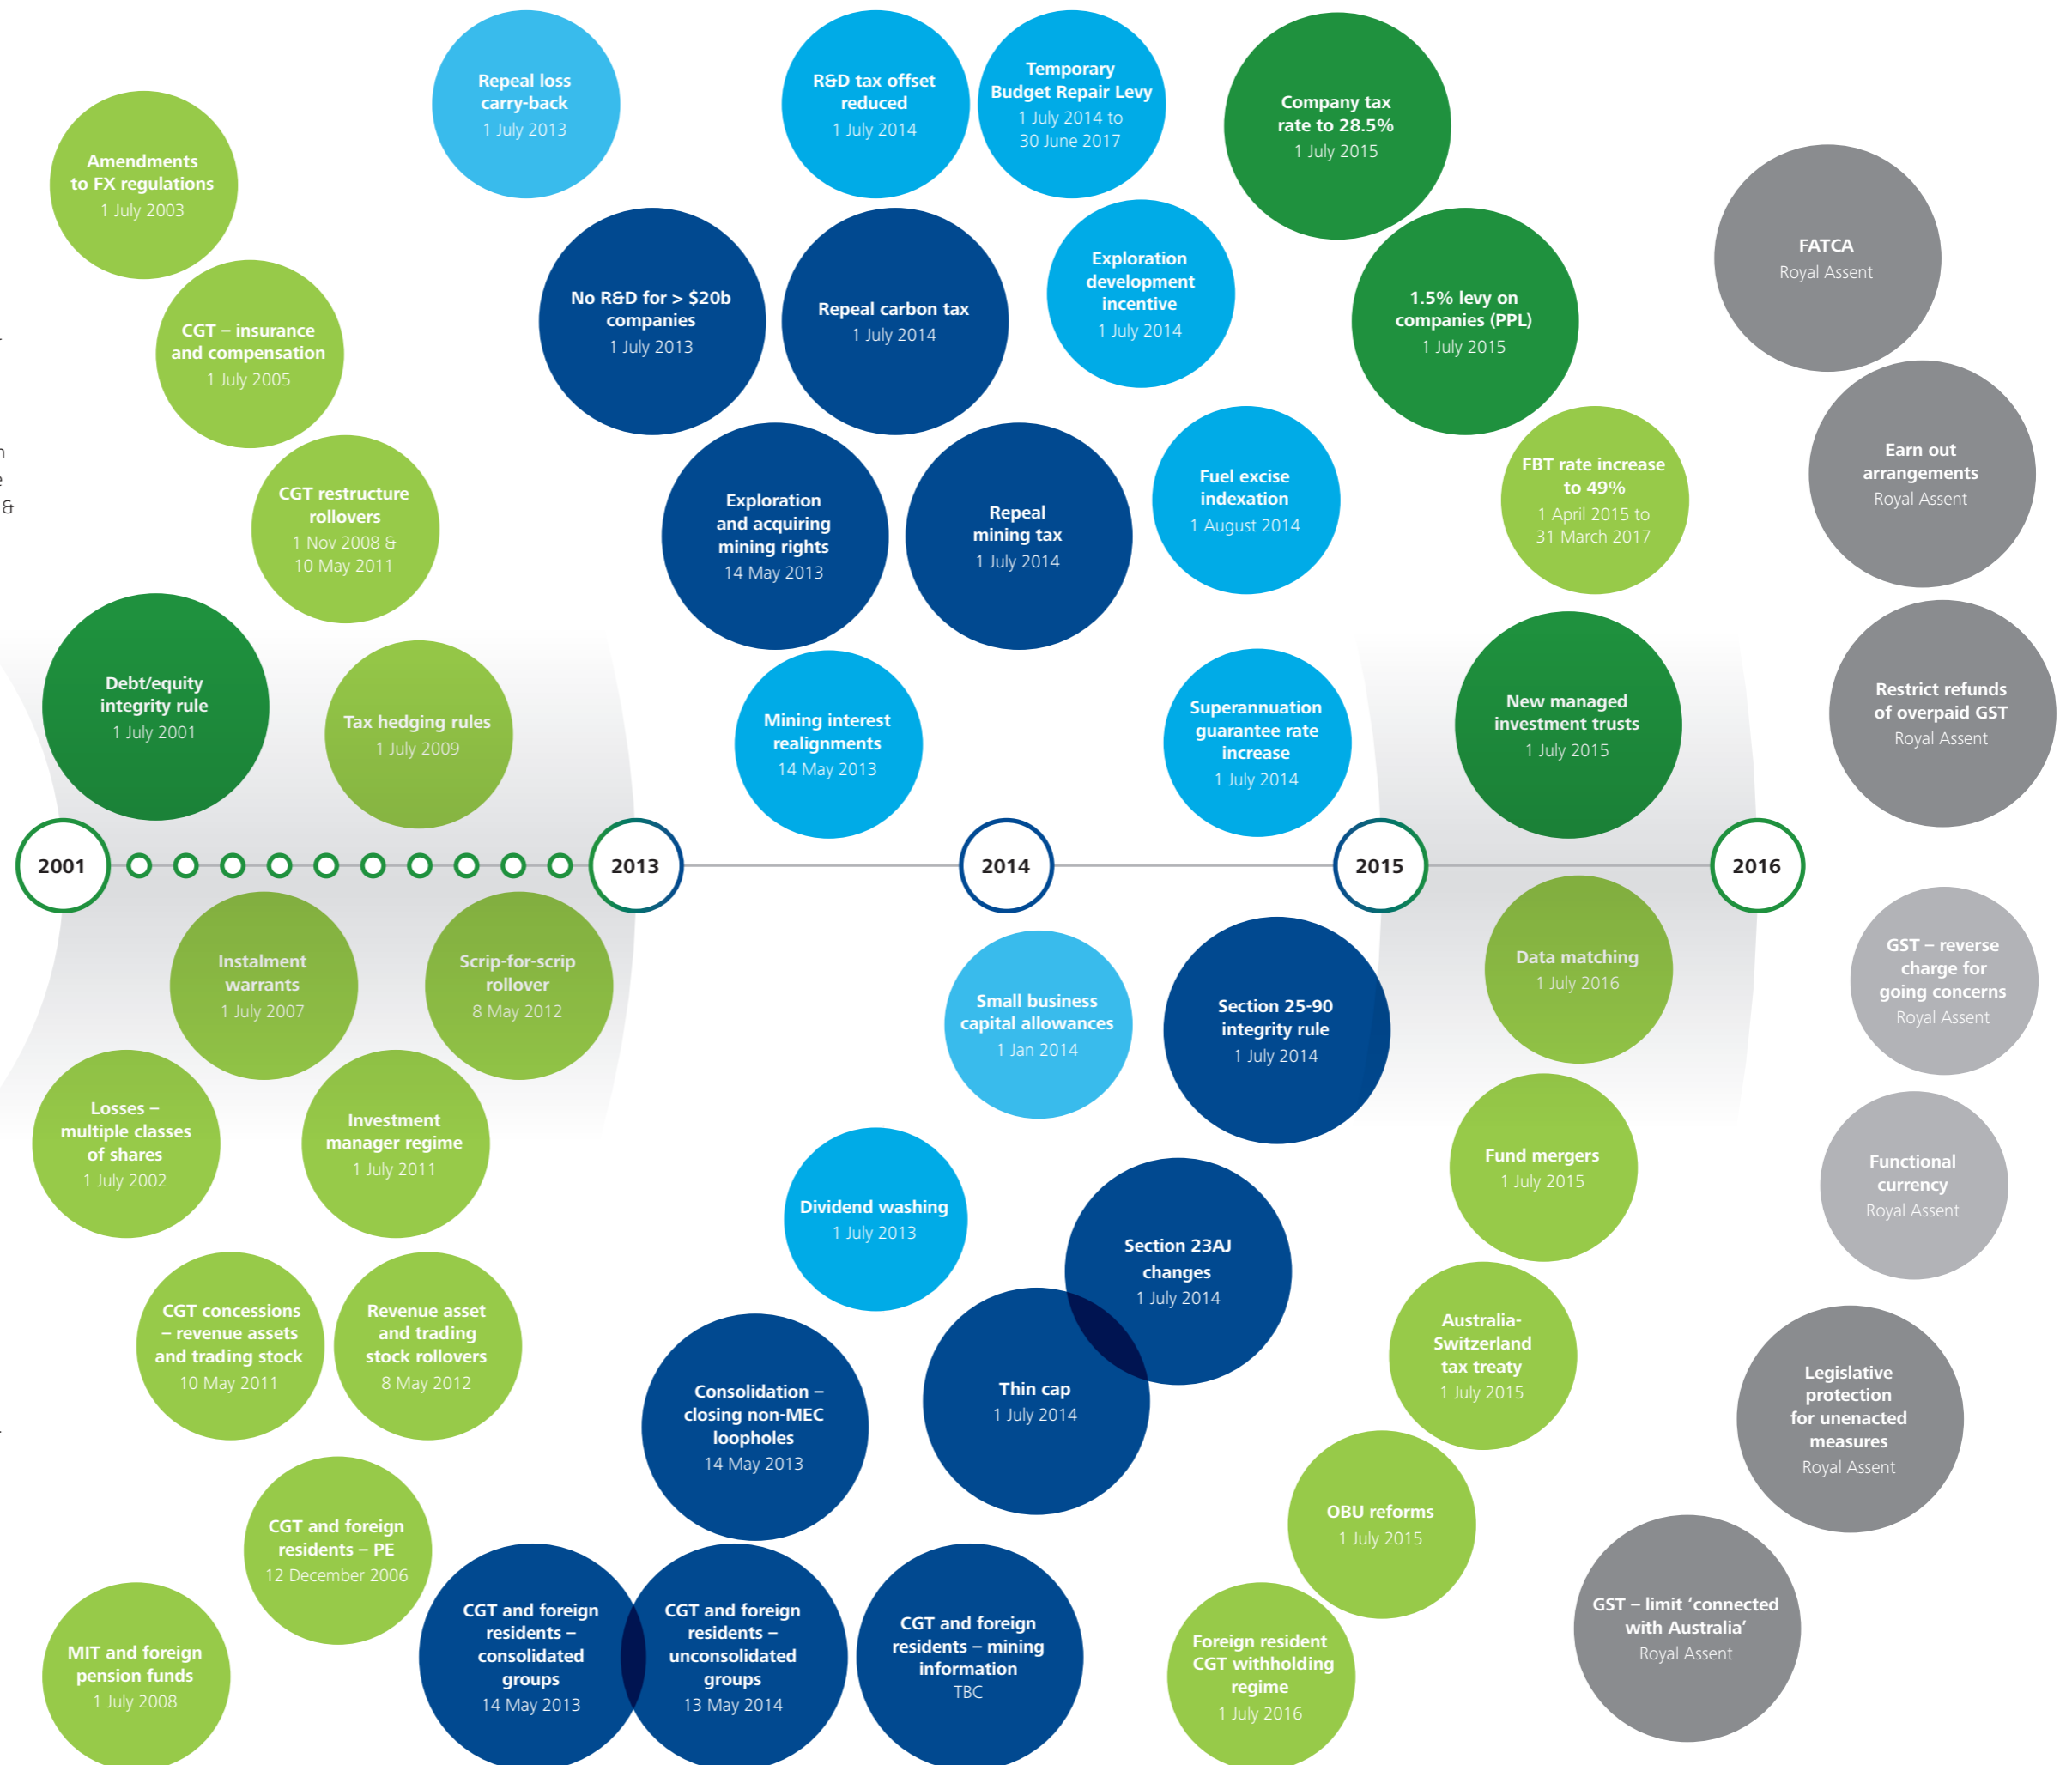 Repeal loss
carry-back
1 July 2013
R&D tax offset
reduced
1 July 2014
Temporary
Budget Repair Levy
1 July 2014 to
30 June 2017
Company tax
rate to 28.5%
1 July 2015
Amendments
to FX regulations
1 July 2003
FATCA
Royal Assent
CGT – insurance
and compensation
1 July 2005
No R&D for > $20b
companies
1 July 2013
Repeal carbon tax
1 July 2014
Exploration
development
incentive
1 July 2014
1.5% levy on
companies (PPL)
1 July 2015
&
CGT restructure
rollovers
1 Nov 2008 &
10 May 2011
Exploration
and acquiring
mining rights
14 May 2013
Repeal
mining tax
1 July 2014
Fuel excise
indexation
1 August 2014
FBT rate increase
to 49%
1 April 2015 to
31 March 2017
Earn out
arrangements
Royal Assent
Debt/equity
integrity rule
1 July 2001
Tax hedging rules
1 July 2009
Mining interest
realignments
14 May 2013
Superannuation
guarantee rate
increase
1 July 2014
New managed
investment trusts
1 July 2015
Restrict refunds
of overpaid GST
Royal Assent
2001
2013
2014
2015
2016
Instalment
warrants
1 July 2007
Scrip-for-scrip
rollover
8 May 2012
Small business
capital allowances
1 Jan 2014
Section 25-90
integrity rule
1 July 2014
Data matching
1 July 2016
GST – reverse
charge for
going concerns
Royal Assent
Losses –
multiple classes
of shares
1 July 2002
Investment
manager regime
1 July 2011
Dividend washing
1 July 2013
Section 23AJ
changes
1 July 2014
Fund mergers
1 July 2015
Functional
currency
Royal Assent
CGT concessions
– revenue assets
and trading stock
10 May 2011
Revenue asset
and trading
stock rollovers
8 May 2012
Consolidation –
closing non-MEC
loopholes
14 May 2013
Thin cap
1 July 2014
Australia-
Switzerland
tax treaty
1 July 2015
Legislative
protection
for unenacted
measures
Royal Assent
CGT and foreign
residents – PE
12 December 2006
OBU reforms
1 July 2015
MIT and foreign
pension funds
1 July 2008
CGT and foreign
residents –
consolidated
groups
14 May 2013
CGT and foreign
residents –
unconsolidated
groups
13 May 2014
CGT and foreign
residents – mining
information
TBC
Foreign resident
CGT withholding
regime
1 July 2016
GST – limit ‘connected
with Australia’
Royal Assent